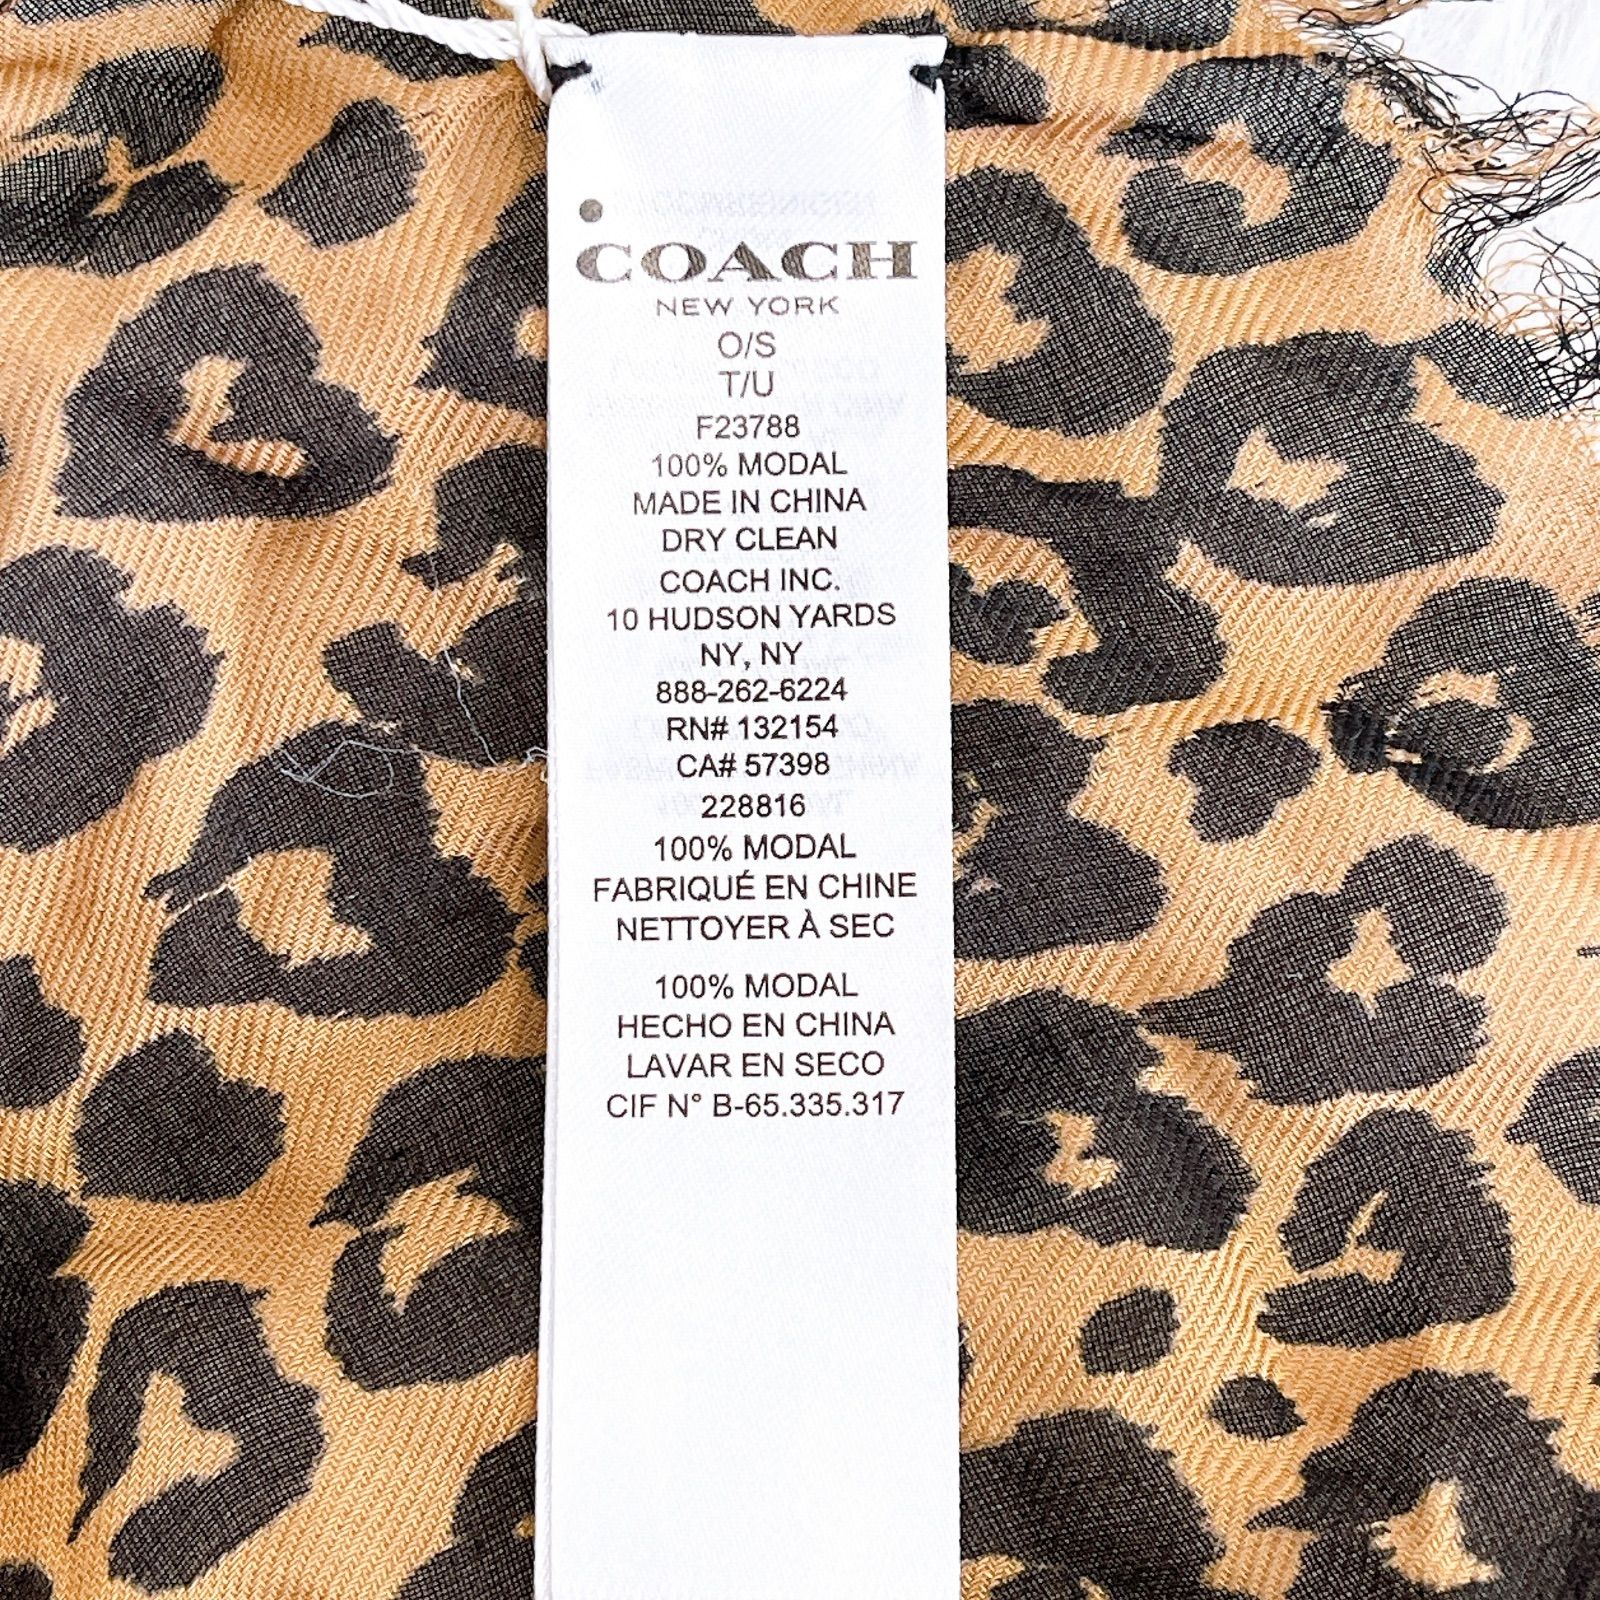 COACH
NEW YORK
O/S
T/U
F23788
100% MODAL
MADE IN CHINA
DRY CLEAN
COACH INC.
10 HUDSON YARDS
NY, NY
888-262-6224
RN# 132154
CA# 57398
228816
100% MODAL
FABRIQUÉ EN CHINE
NETTOYER À SEC
100% MODAL
HECHO EN CHINA
LAVAR EN SECO
CIF N° B-65.335.317